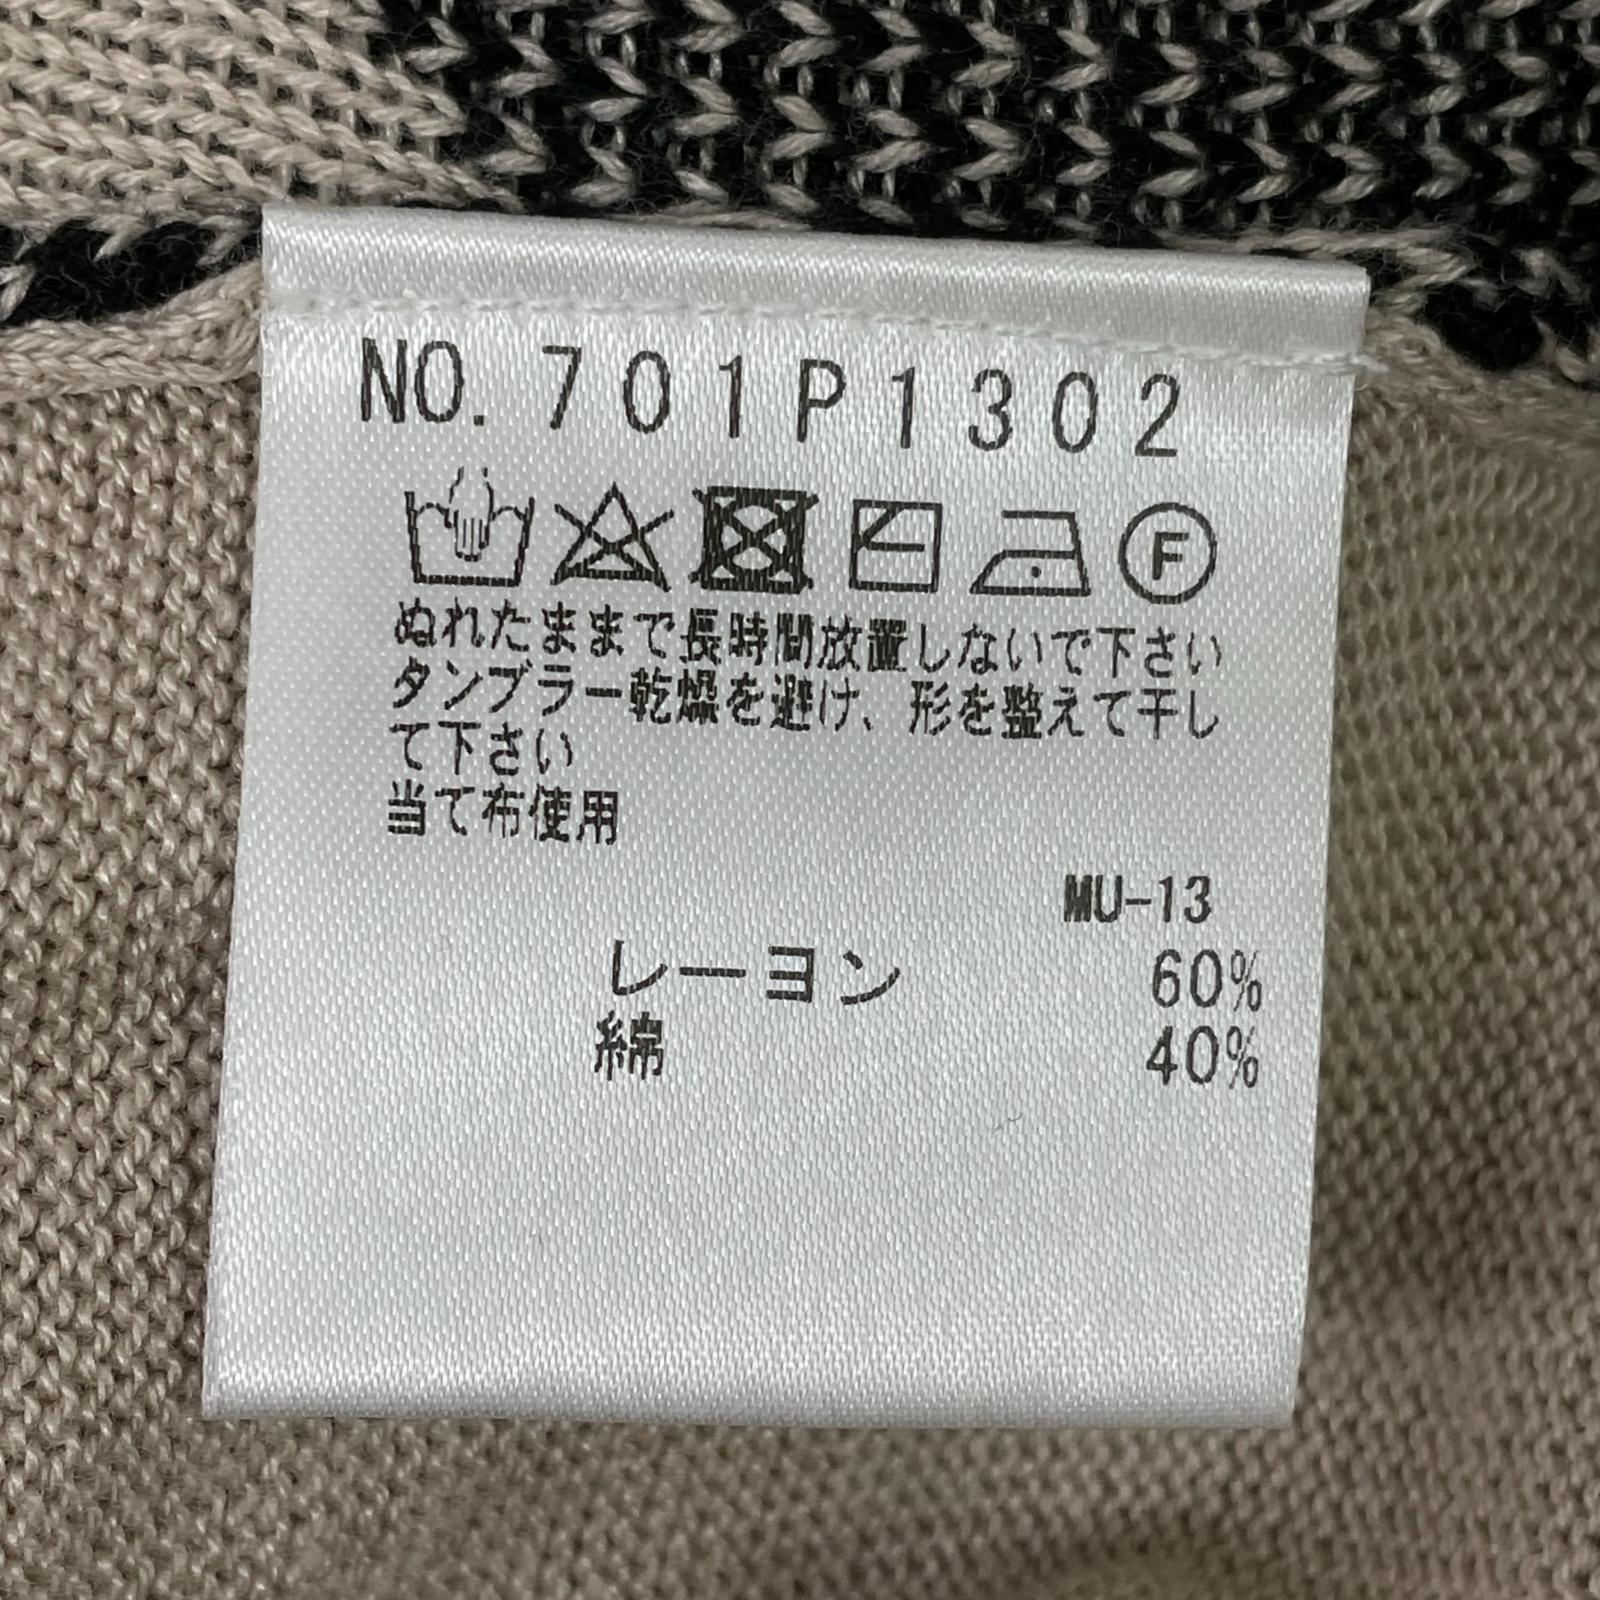 NO. 701P1302
F
ぬれたままで長時間放置しないで下さい
タンブラー乾燥を避け、形を整えて干し
て下さい
当て布使用
MU-13
レーヨン 60%
綿 40%